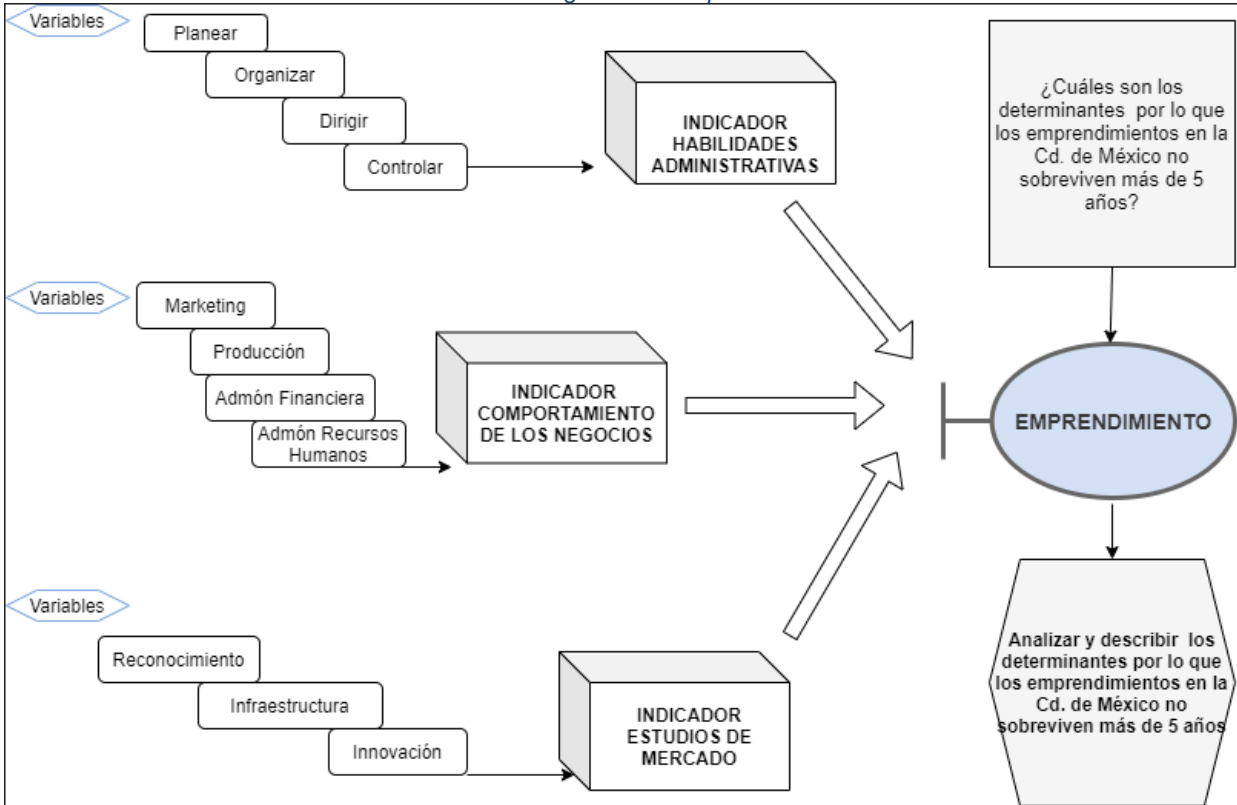 Variables
Planear
Organizar
Dirigir
Controlar
INDICADOR
HABILIDADES
ADMINISTRATIVAS
¿Cuáles son los
determinantes por lo que
los emprendimientos en la
Cd. de México no
sobreviven más de 5
años?
Variables
Marketing
Producción
Admón Financiera
Admón Recursos
Humanos
INDICADOR
COMPORTAMIENTO
DE LOS NEGOCIOS
EMPRENDIMIENTO
Variables
Reconocimiento
Infraestructura
Innovación
INDICADOR
ESTUDIOS DE
MERCADO
Analizar y describir los
determinantes por lo que
los emprendimientos en la
Cd. de México no
sobreviven más de 5 años